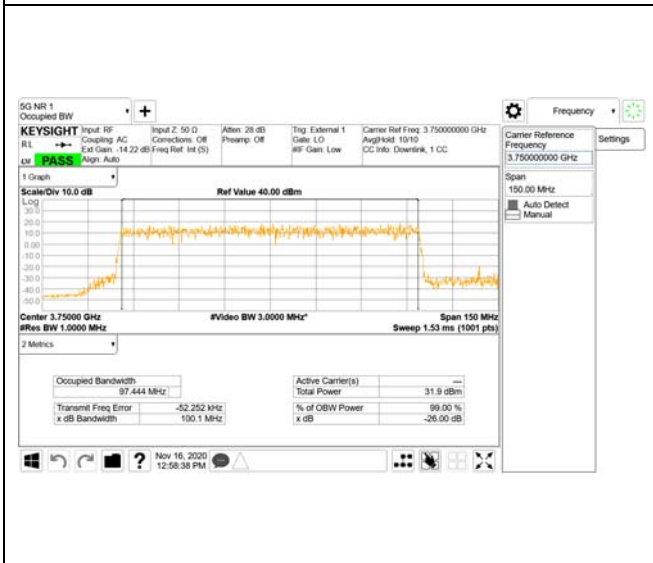 5G NR 1
Occupied BW
Frequency
KEYSIGHT Input: RF Input Z: 50 Ω Atten: 28 dB Trig: External 1 Carrier Ref Freq: 3.750000000 GHz
RL Coupling: AC Corrections: Off Preamp: Off Gate: LO Avg|Hold: 10/10
Ext Gain: -14.22 dB Freq Ref: Int (S) #IF Gain: Low CC Info: Downlink, 1 CC
PASS Align: Auto
Carrier Reference
Frequency
3.750000000 GHz
Settings
Span
150.00 MHz
Auto Detect
Manual
1 Graph
Scale/Div 10.0 dB Ref Value 40.00 dBm
Log
30.0
20.0
10.0
0.00
-10.0
-20.0
-30.0
-40.0
-50.0
Center 3.75000 GHz #Video BW 3.0000 MHz* Span 150 MHz
#Res BW 1.0000 MHz Sweep 1.53 ms (1001 pts)
2 Metrics
Occupied Bandwidth Active Carrier(s) ---
97.444 MHz Total Power 31.9 dBm
Transmit Freq Error -52.252 kHz % of OBW Power 99.00 %
x dB Bandwidth 100.1 MHz x dB -26.00 dB
? Nov 16, 2020
12:58:38 PM